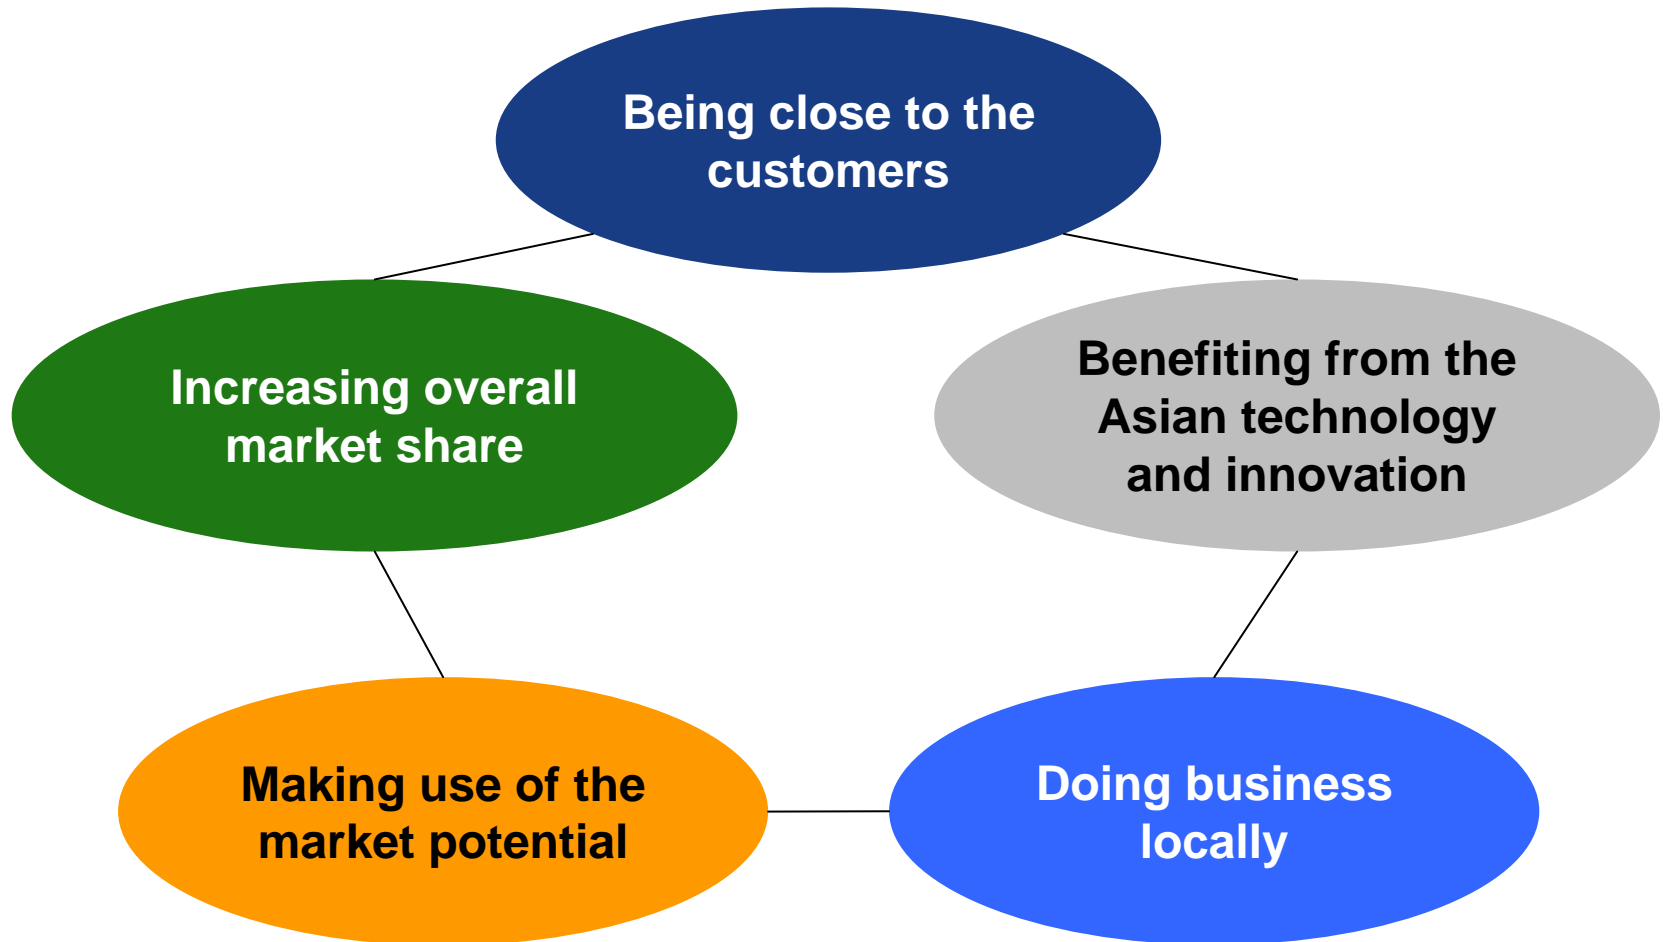 Being close to the
customers
Increasing overall
market share
Benefiting from the
Asian technology
and innovation
Making use of the
market potential
Doing business
locally